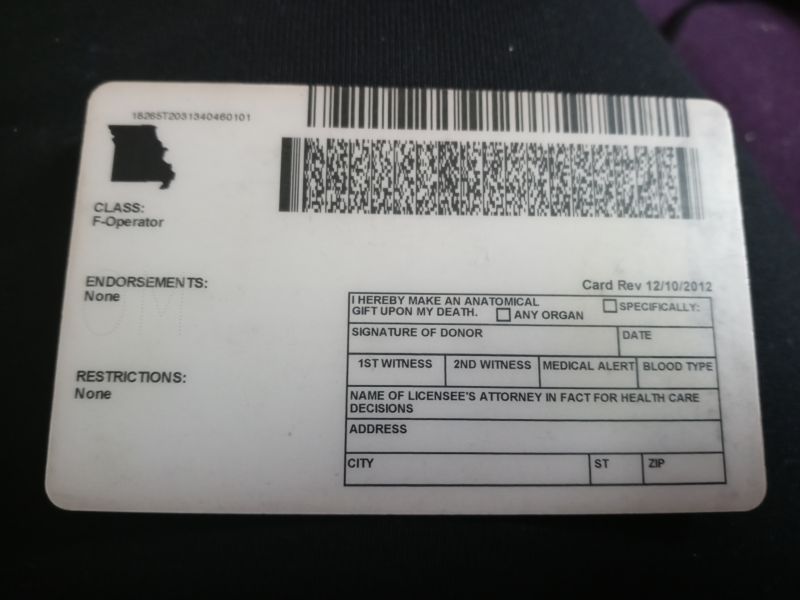 18265T2031340460101
CLASS:
F-Operator
ENDORSEMENTS:
None
RESTRICTIONS:
None
Card Rev 12/10/2012
I HEREBY MAKE AN ANATOMICAL
GIFT UPON MY DEATH. ANY ORGAN SPECIFICALLY:
SIGNATURE OF DONOR DATE
1ST WITNESS 2ND WITNESS MEDICAL ALERT BLOOD TYPE
NAME OF LICENSEE'S ATTORNEY IN FACT FOR HEALTH CARE
DECISIONS
ADDRESS
CITY ST ZIP